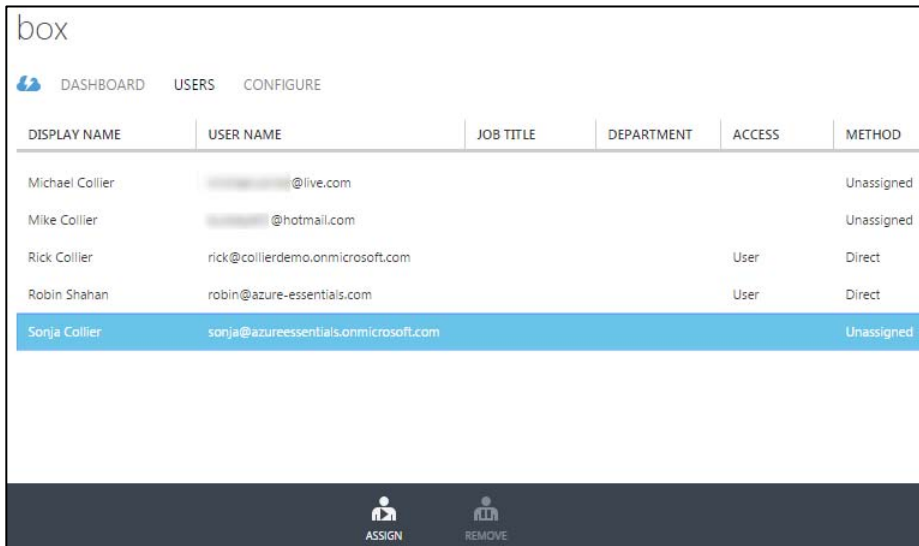 box
DASHBOARD USERS CONFIGURE
DISPLAY NAME USER NAME JOB TITLE DEPARTMENT ACCESS METHOD
Michael Collier @live.com Unassigned
Mike Collier @hotmail.com Unassigned
Rick Collier rick@collierdemo.onmicrosoft.com User Direct
Robin Shahan robin@azure-essentials.com User Direct
Sonja Collier sonja@azureessentials.onmicrosoft.com Unassigned
ASSIGN REMOVE